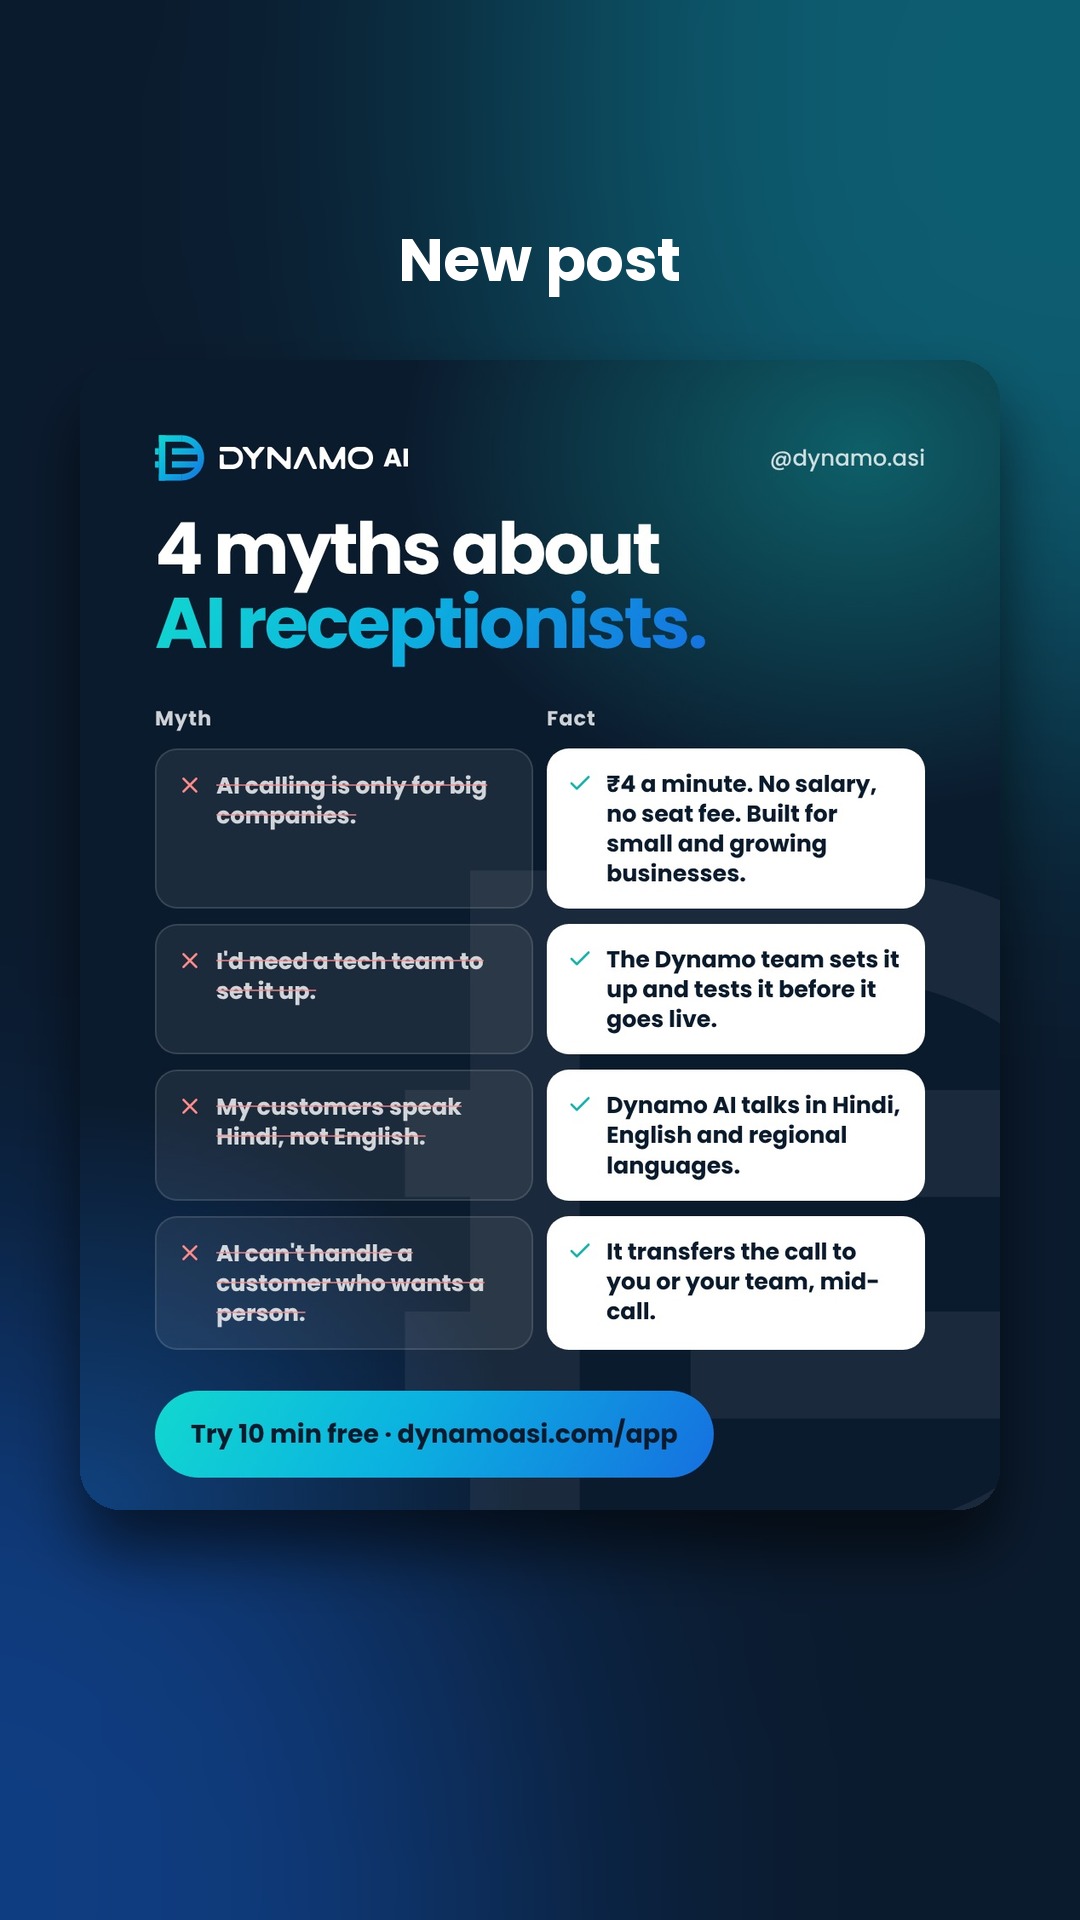 New post
DYNAMO AI
@dynamo.asi
4 myths about
AI receptionists.
Myth
Fact
AI calling is only for big
companies.
₹4 a minute. No salary,
no seat fee. Built for
small and growing
businesses.
I'd need a tech team to
set it up.
The Dynamo team sets it
up and tests it before it
goes live.
My customers speak
Hindi, not English.
Dynamo AI talks in Hindi,
English and regional
languages.
AI can't handle a
customer who wants a
person.
It transfers the call to
you or your team, mid-
call.
Try 10 min free · dynamoasi.com/app